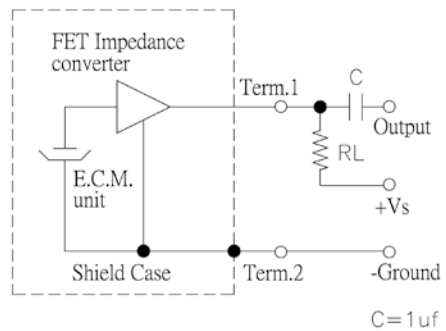 FET Impedance
converter
Term.1
C
Output
RL
E.C.M.
unit
+Vs
Shield Case
Term.2
-Ground
C=1uf